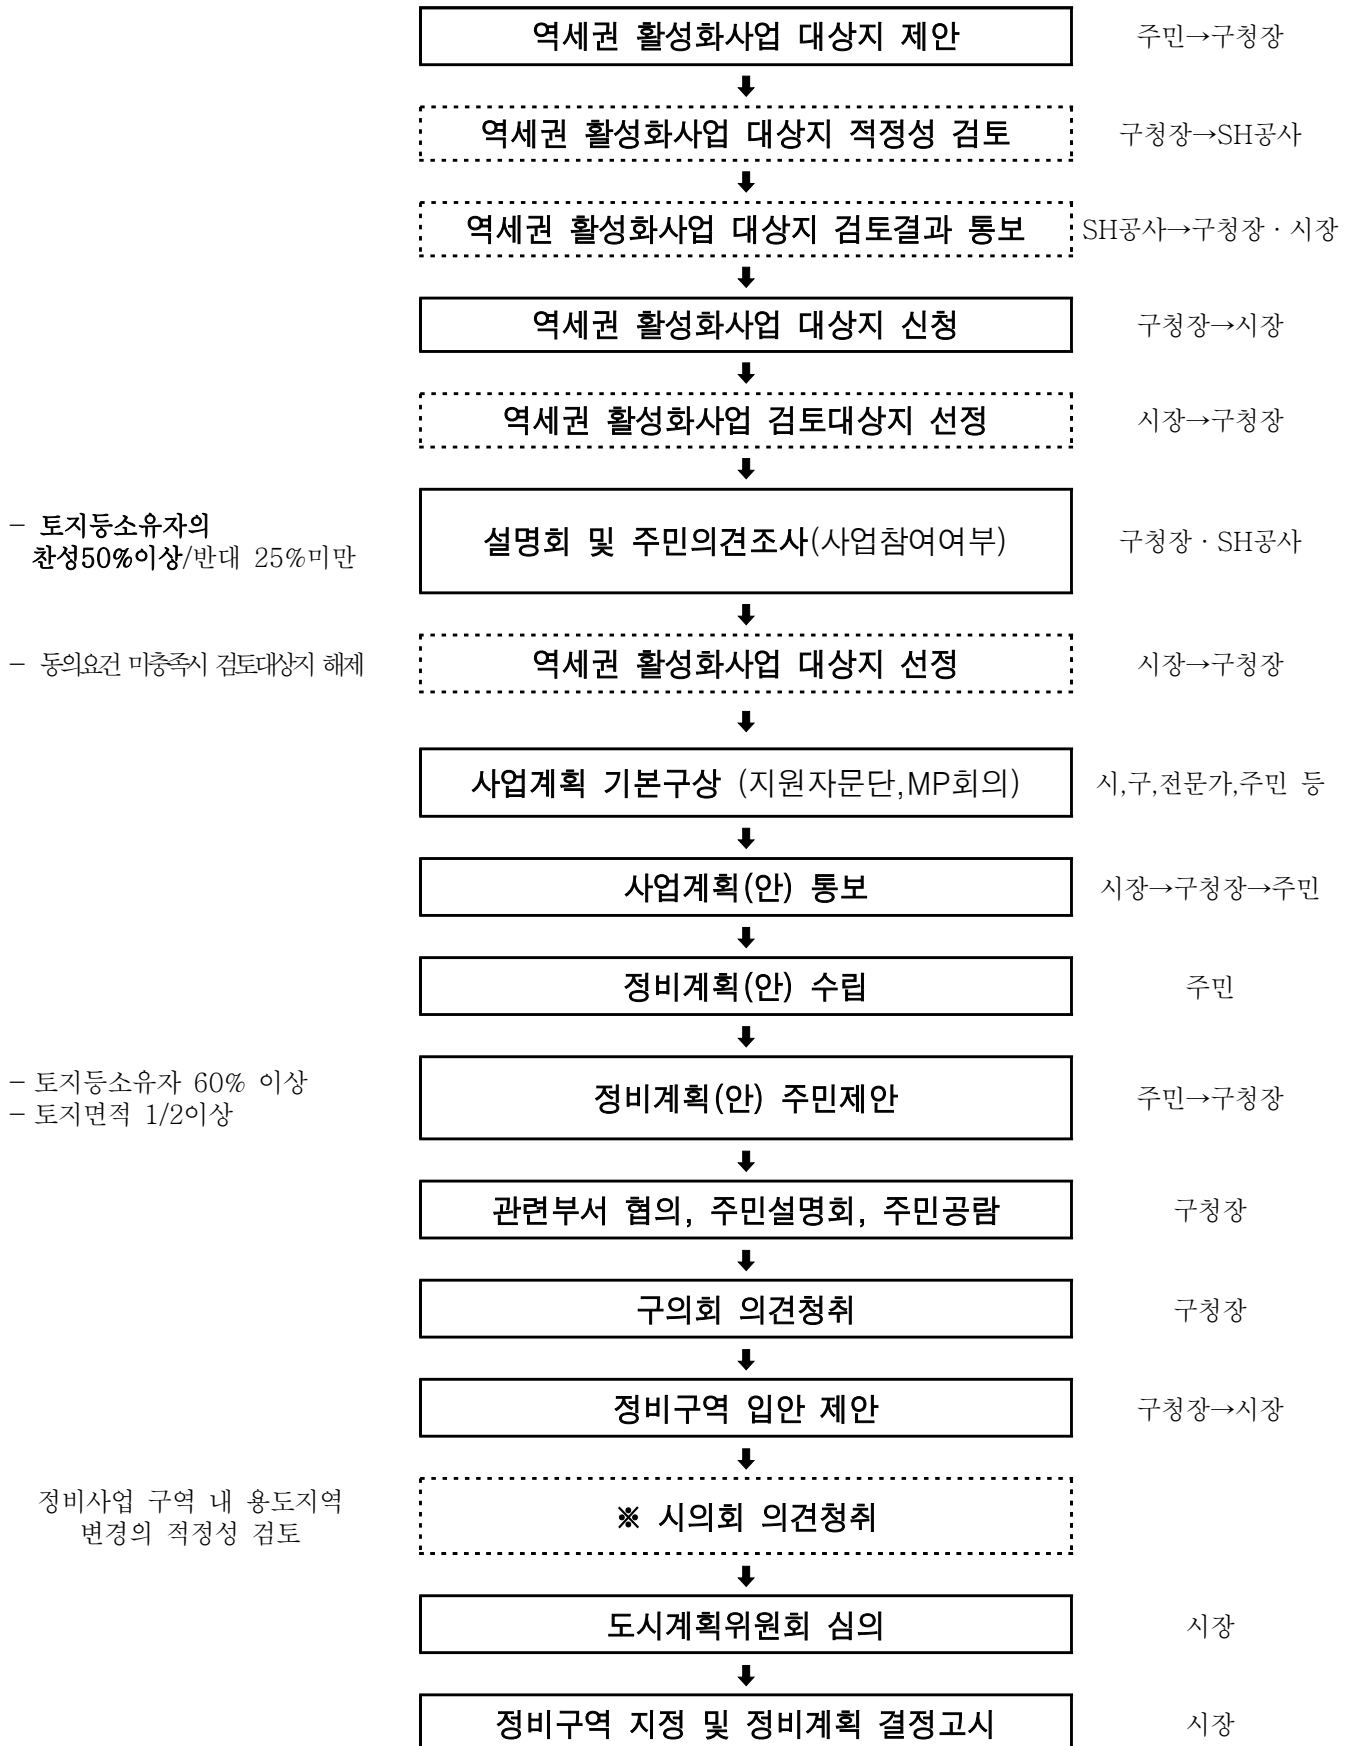 역세권 활성화사업 대상지 제안
주민→구청장
역세권 활성화사업 대상지 적정성 검토
구청장→SH공사
역세권 활성화사업 대상지 검토결과 통보
SH공사→구청장·시장
역세권 활성화사업 대상지 신청
구청장→시장
역세권 활성화사업 검토대상지 선정
시장→구청장
- 토지등소유자의
찬성50%이상/반대 25%미만
설명회 및 주민의견조사(사업참여여부)
구청장·SH공사
- 동의요건 미충족시 검토대상지 해제
역세권 활성화사업 대상지 선정
시장→구청장
사업계획 기본구상 (지원자문단,MP회의)
시,구,전문가,주민 등
사업계획(안) 통보
시장→구청장→주민
정비계획(안) 수립
주민
- 토지등소유자 60% 이상
- 토지면적 1/2이상
정비계획(안) 주민제안
주민→구청장
관련부서 협의, 주민설명회, 주민공람
구청장
구의회 의견청취
구청장
정비구역 입안 제안
구청장→시장
정비사업 구역 내 용도지역
변경의 적정성 검토
※ 시의회 의견청취
도시계획위원회 심의
시장
정비구역 지정 및 정비계획 결정고시
시장